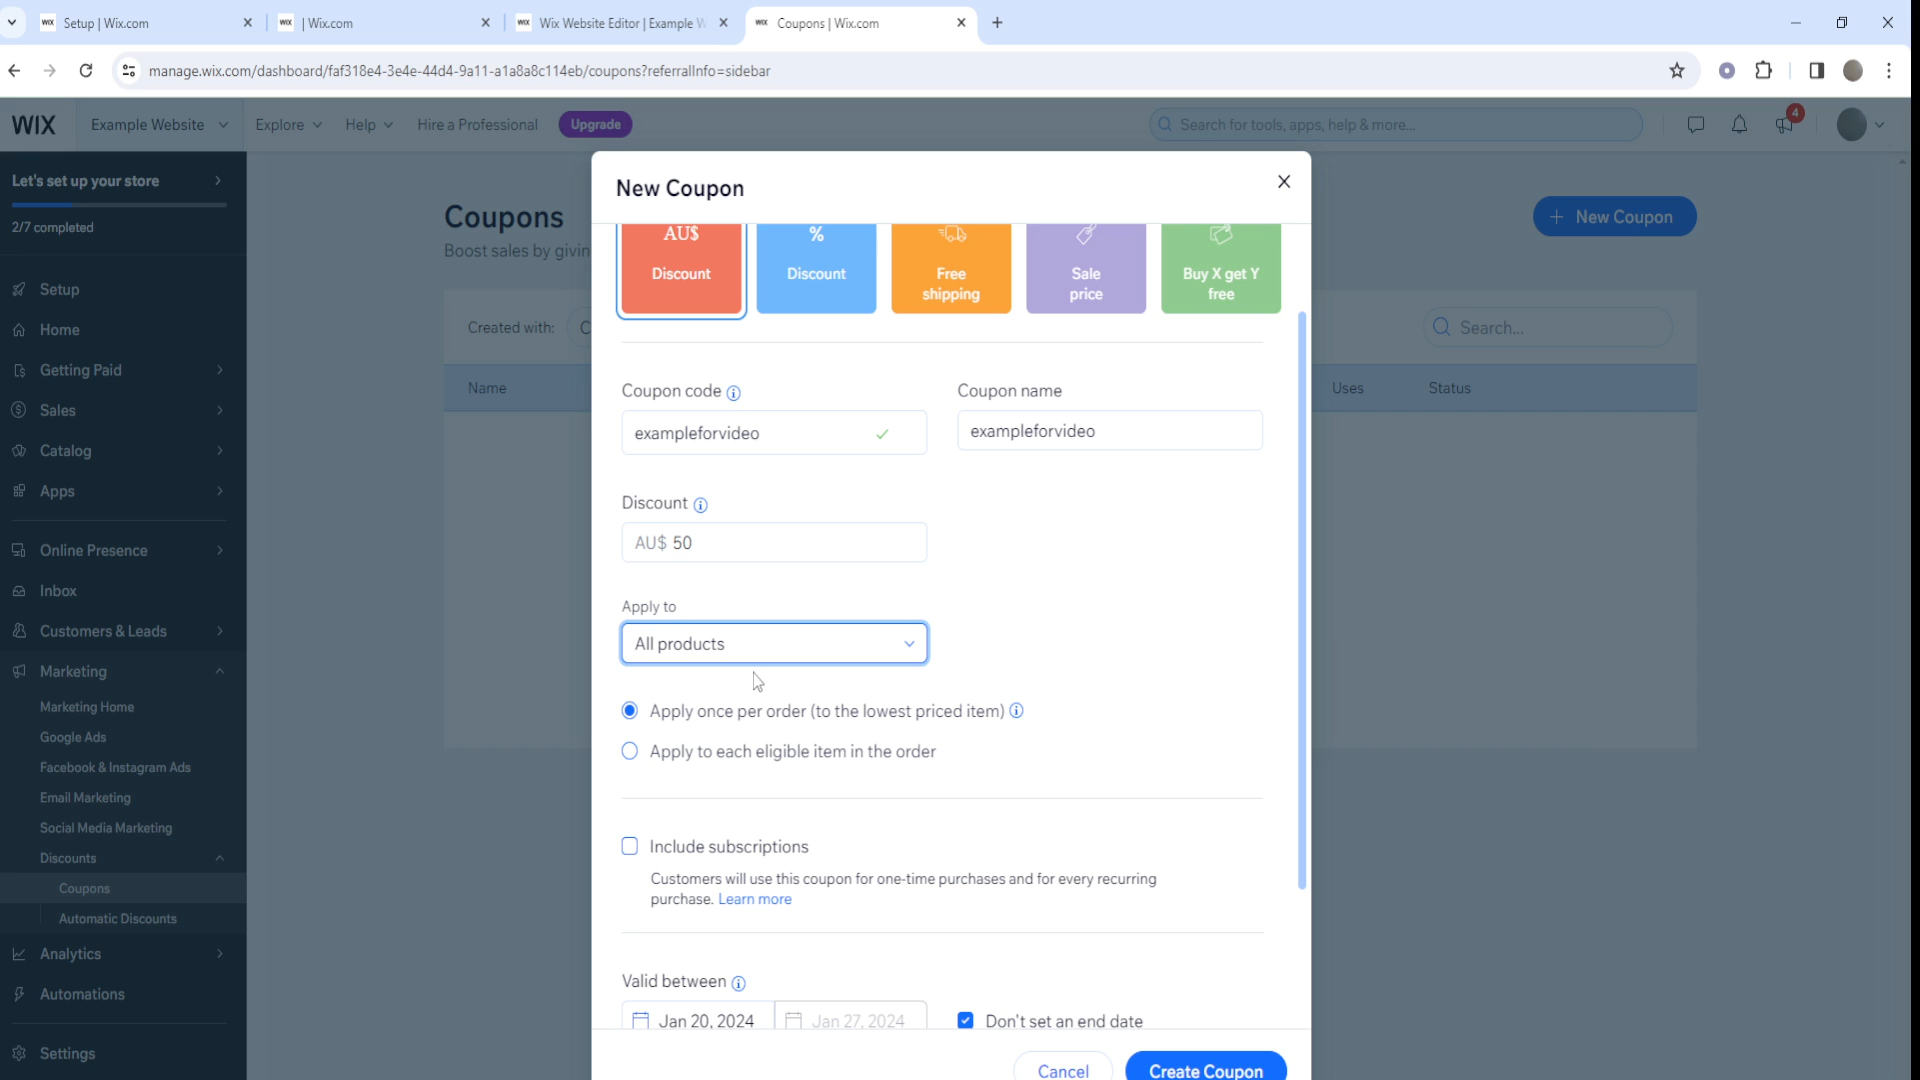 Setup | Wix.com
| Wix.com
Wix Website Editor | Example W
Coupons | Wix.com
manage.wix.com/dashboard/faf318e4-3e4e-44d4-9a11-a1a8a8c114eb/coupons?referralInfo=sidebar
WIX
Example Website
Explore
Help
Hire a Professional
Upgrade
Search for tools, apps, help & more...
4
Let's set up your store
2/7 completed
Setup
Home
Getting Paid
Sales
Catalog
Apps
Online Presence
Inbox
Customers & Leads
Marketing
Marketing Home
Google Ads
Facebook & Instagram Ads
Email Marketing
Social Media Marketing
Discounts
Coupons
Automatic Discounts
Analytics
Automations
Settings
Coupons
Boost sales by givin
+ New Coupon
Created with:
C
Search...
Name
Uses
Status
New Coupon
AU$
Discount
%
Discount
Free
shipping
Sale
price
Buy X get Y
free
Coupon code
exampleforvideo
Coupon name
exampleforvideo
Discount
AU$ 50
Apply to
All products
Apply once per order (to the lowest priced item)
Apply to each eligible item in the order
Include subscriptions
Customers will use this coupon for one-time purchases and for every recurring
purchase. Learn more
Valid between
Jan 20, 2024
Jan 27, 2024
Don't set an end date
Cancel
Create Coupon